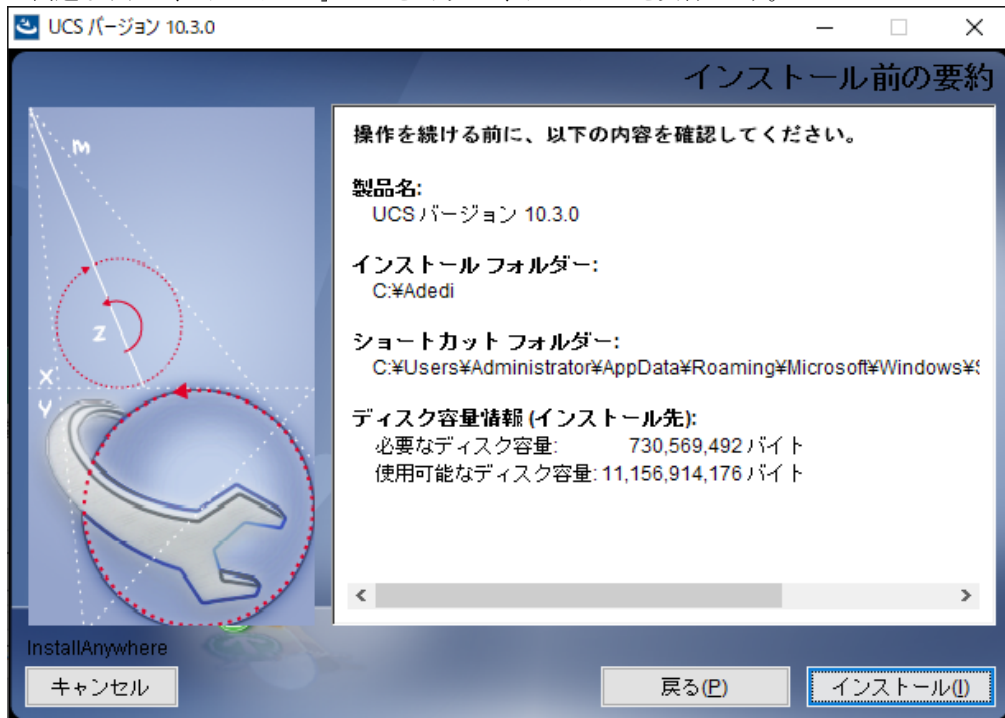 UCS バージョン 10.3.0
インストール前の要約
操作を続ける前に、以下の内容を確認してください。
製品名:
UCS バージョン 10.3.0
インストール フォルダー:
C:¥Adedi
ショートカット フォルダー:
C:¥Users¥Administrator¥AppData¥Roaming¥Microsoft¥Windows¥S
ディスク容量情報 (インストール先):
必要なディスク容量: 730,569,492 バイト
使用可能なディスク容量: 11,156,914,176 バイト
m
Z
X
Y
InstallAnywhere
キャンセル
戻る(P)
インストール(I)